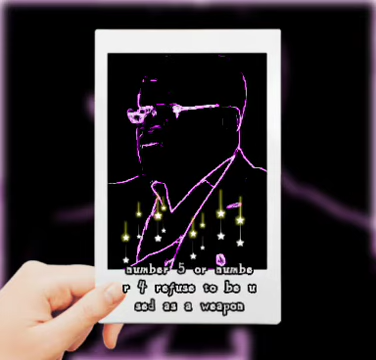 number 5 or numbe
r 4 refuse to be u
sed as a weapon